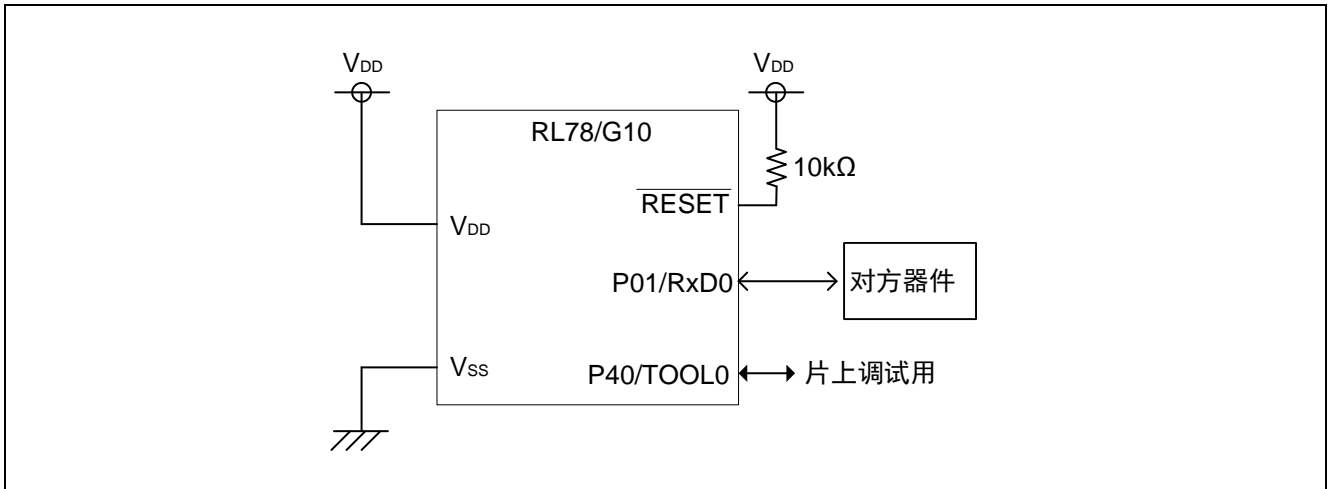 VDD
VDD
RL78/G10
10kΩ
RESET
VDD
P01/RxD0
对方器件
VSS
P40/TOOL0
片上调试用